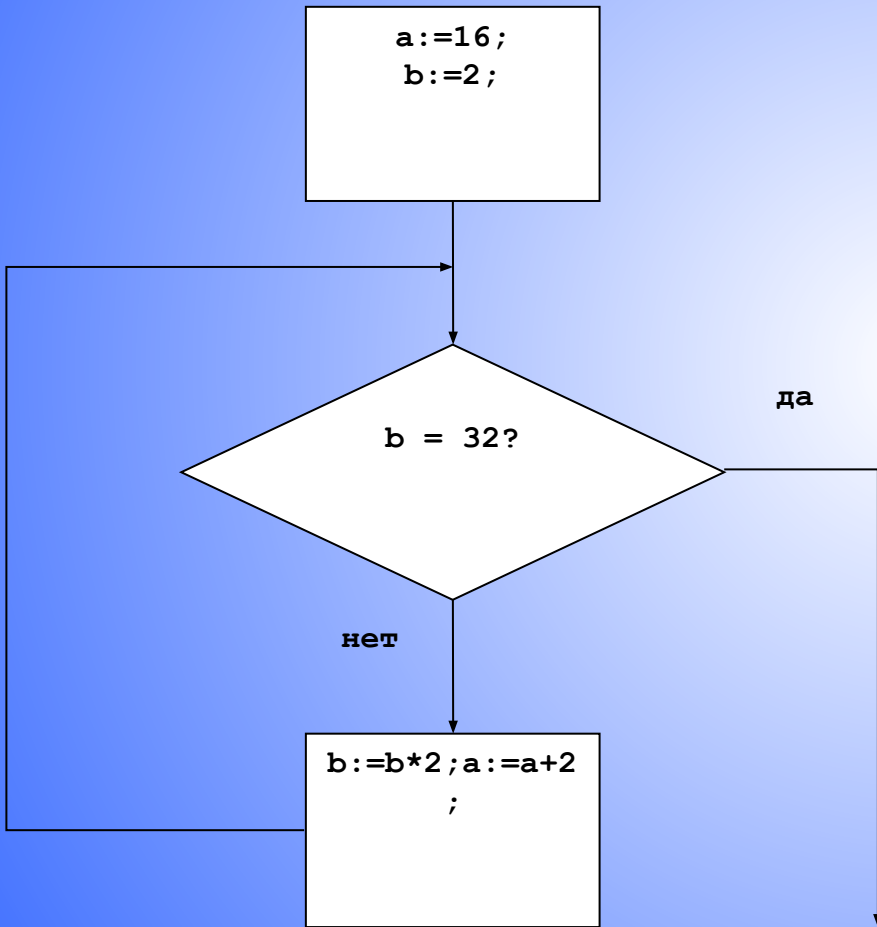 a:=16;
b:=2;
b = 32?
да
нет
b:=b*2;a:=a+2
;